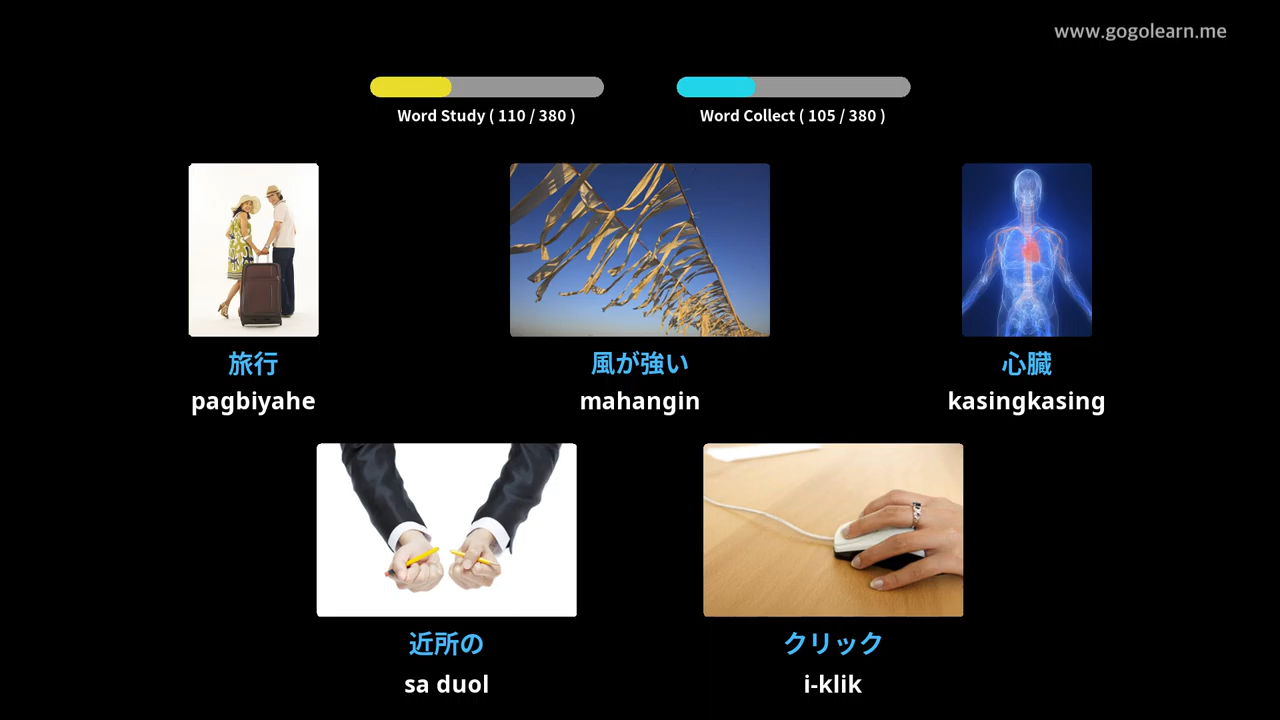 www.gogolearn.me
Word Study ( 110 / 380 )
Word Collect ( 105 / 380 )
旅行
pagbiyahe
風が強い
mahangin
心臓
kasingkasing
近所の
sa duol
クリック
i-klik